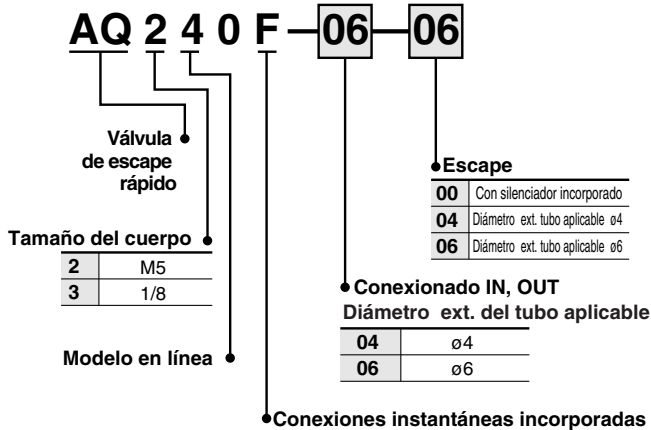 AQ 2 4 0 F — 06 — 06
Válvula
de escape
rápido
Escape
00 Con silenciador incorporado
04 Diámetro ext. tubo aplicable ø4
06 Diámetro ext. tubo aplicable ø6
Tamaño del cuerpo
2 M5
3 1/8
Conexionado IN, OUT
Diámetro ext. del tubo aplicable
04 ø4
06 ø6
Modelo en línea
Conexiones instantáneas incorporadas